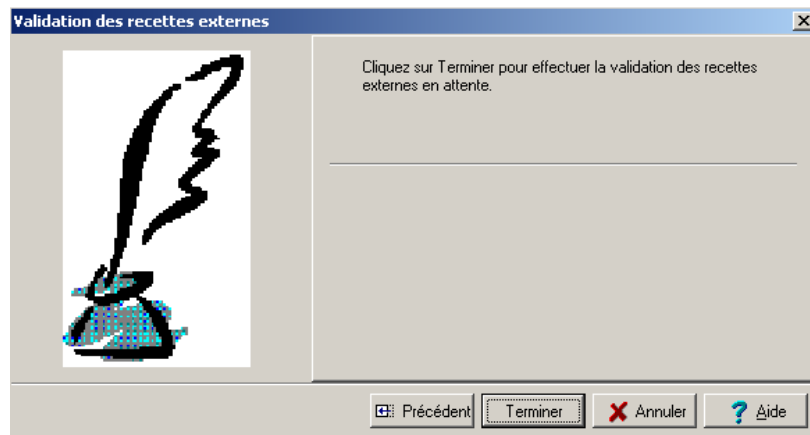 Validation des recettes externes
Cliquez sur Terminer pour effectuer la validation des recettes
externes en attente.
Précédent Terminer Annuler Aide